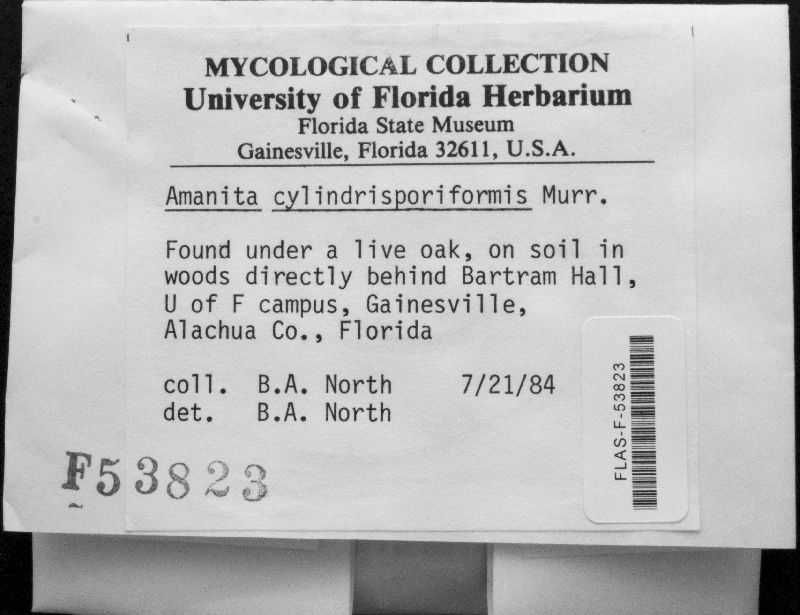 MYCOLOGICAL COLLECTION
University of Florida Herbarium
Florida State Museum
Gainesville, Florida 32611, U.S.A.
Amanita cylindrisporiformis Murr.
Found under a live oak, on soil in
woods directly behind Bartram Hall,
U of F campus, Gainesville,
Alachua Co., Florida
coll. B.A. North 7/21/84
det. B.A. North
F53823
FLAS-F-53823